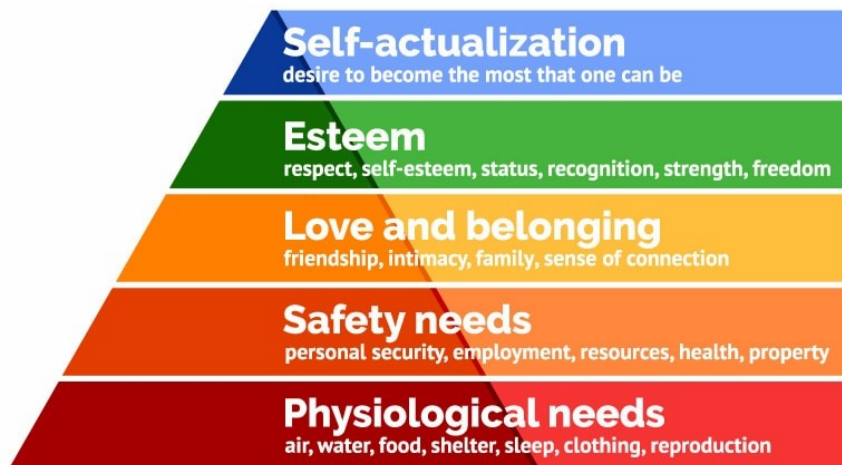 Self-actualization
desire to become the most that one can be
Esteem
respect, self-esteem, status, recognition, strength, freedom
Love and belonging
friendship, intimacy, family, sense of connection
Safety needs
personal security, employment, resources, health, property
Physiological needs
air, water, food, shelter, sleep, clothing, reproduction